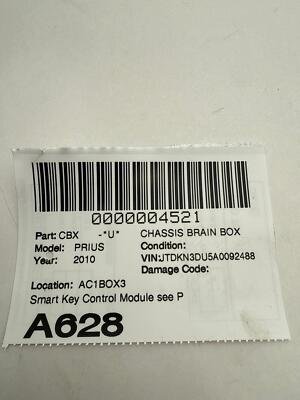 0000004521
Part: CBX -*U* CHASSIS BRAIN BOX
Model: PRIUS Condition:
Year: 2010 VIN:JTDKN3DU5A0092488
Damage Code:
Location: AC1BOX3
Smart Key Control Module see P
A628